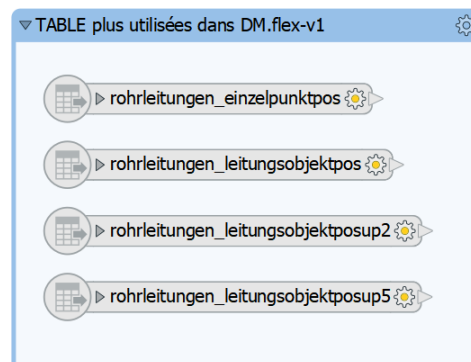 TABLE plus utilisées dans DM.flex-v1
rohrleitungen_einzelpunktpos
rohrleitungen_leitungsobjektpos
rohrleitungen_leitungsobjektposup2
rohrleitungen_leitungsobjektposup5